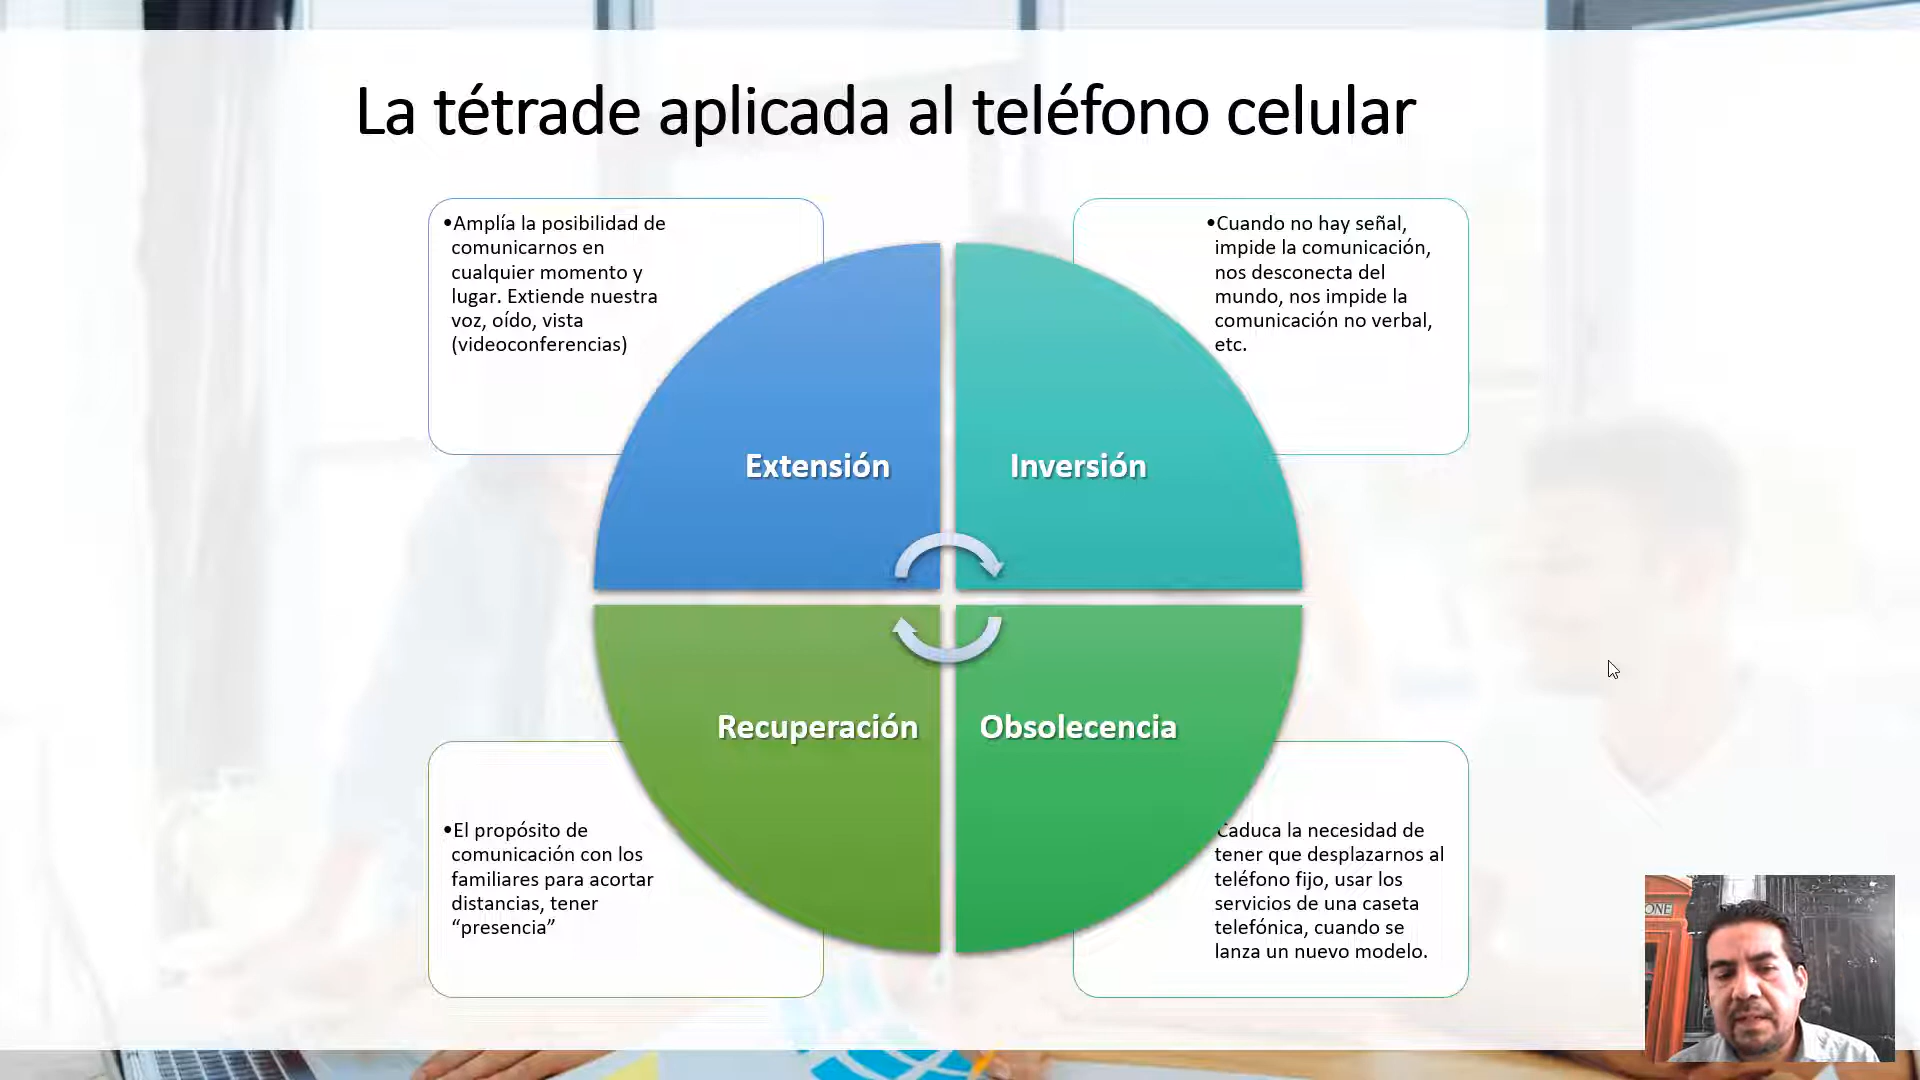 La tétrade aplicada al teléfono celular
•Amplía la posibilidad de
comunicarnos en
cualquier momento y
lugar. Extiende nuestra
voz, oído, vista
(videoconferencias)
•Cuando no hay señal,
impide la comunicación,
nos desconecta del
mundo, nos impide la
comunicación no verbal,
etc.
Extensión
Inversión
Recuperación
Obsolecencia
•El propósito de
comunicación con los
familiares para acortar
distancias, tener
“presencia”
Caduca la necesidad de
tener que desplazarnos al
teléfono fijo, usar los
servicios de una caseta
telefónica, cuando se
lanza un nuevo modelo.
ONE